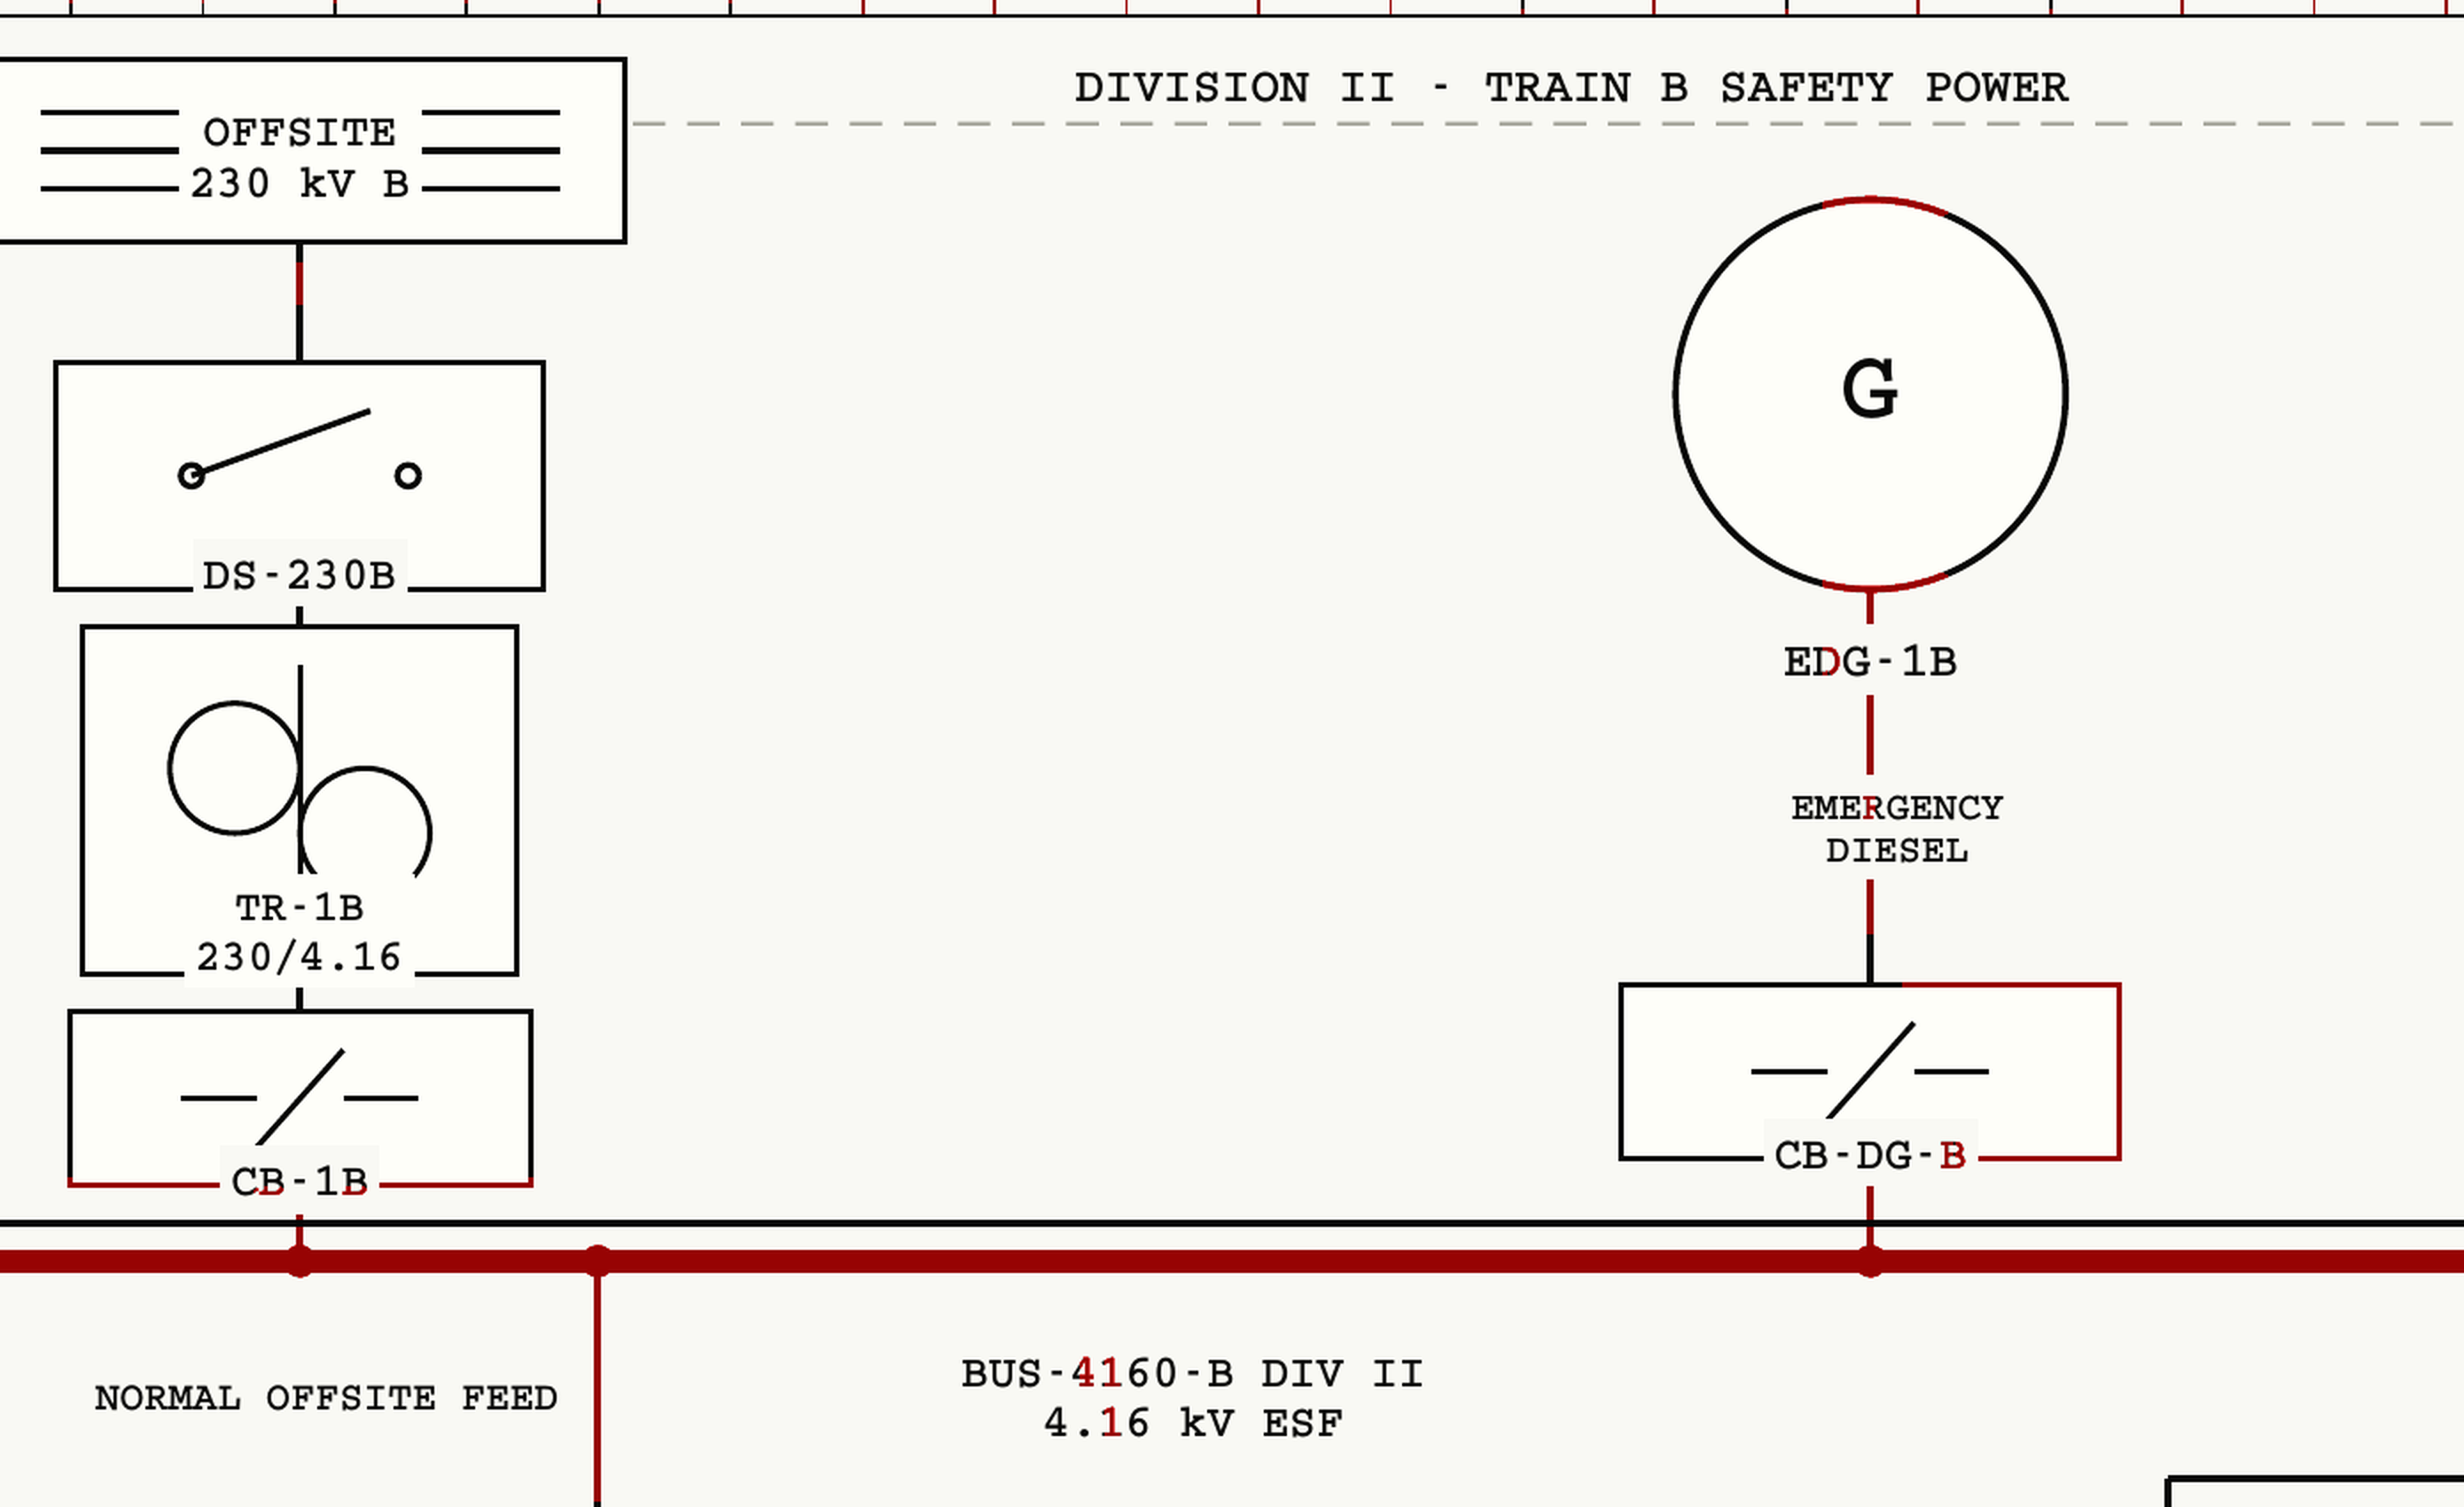 DIVISION II - TRAIN B SAFETY POWER
OFFSITE
230 kV B
G
DS-230B
EDG-1B
EMERGENCY
DIESEL
TR-1B
230/4.16
CB-DG-B
CB-1B
NORMAL OFFSITE FEED
BUS-4160-B DIV II
4.16 kV ESF